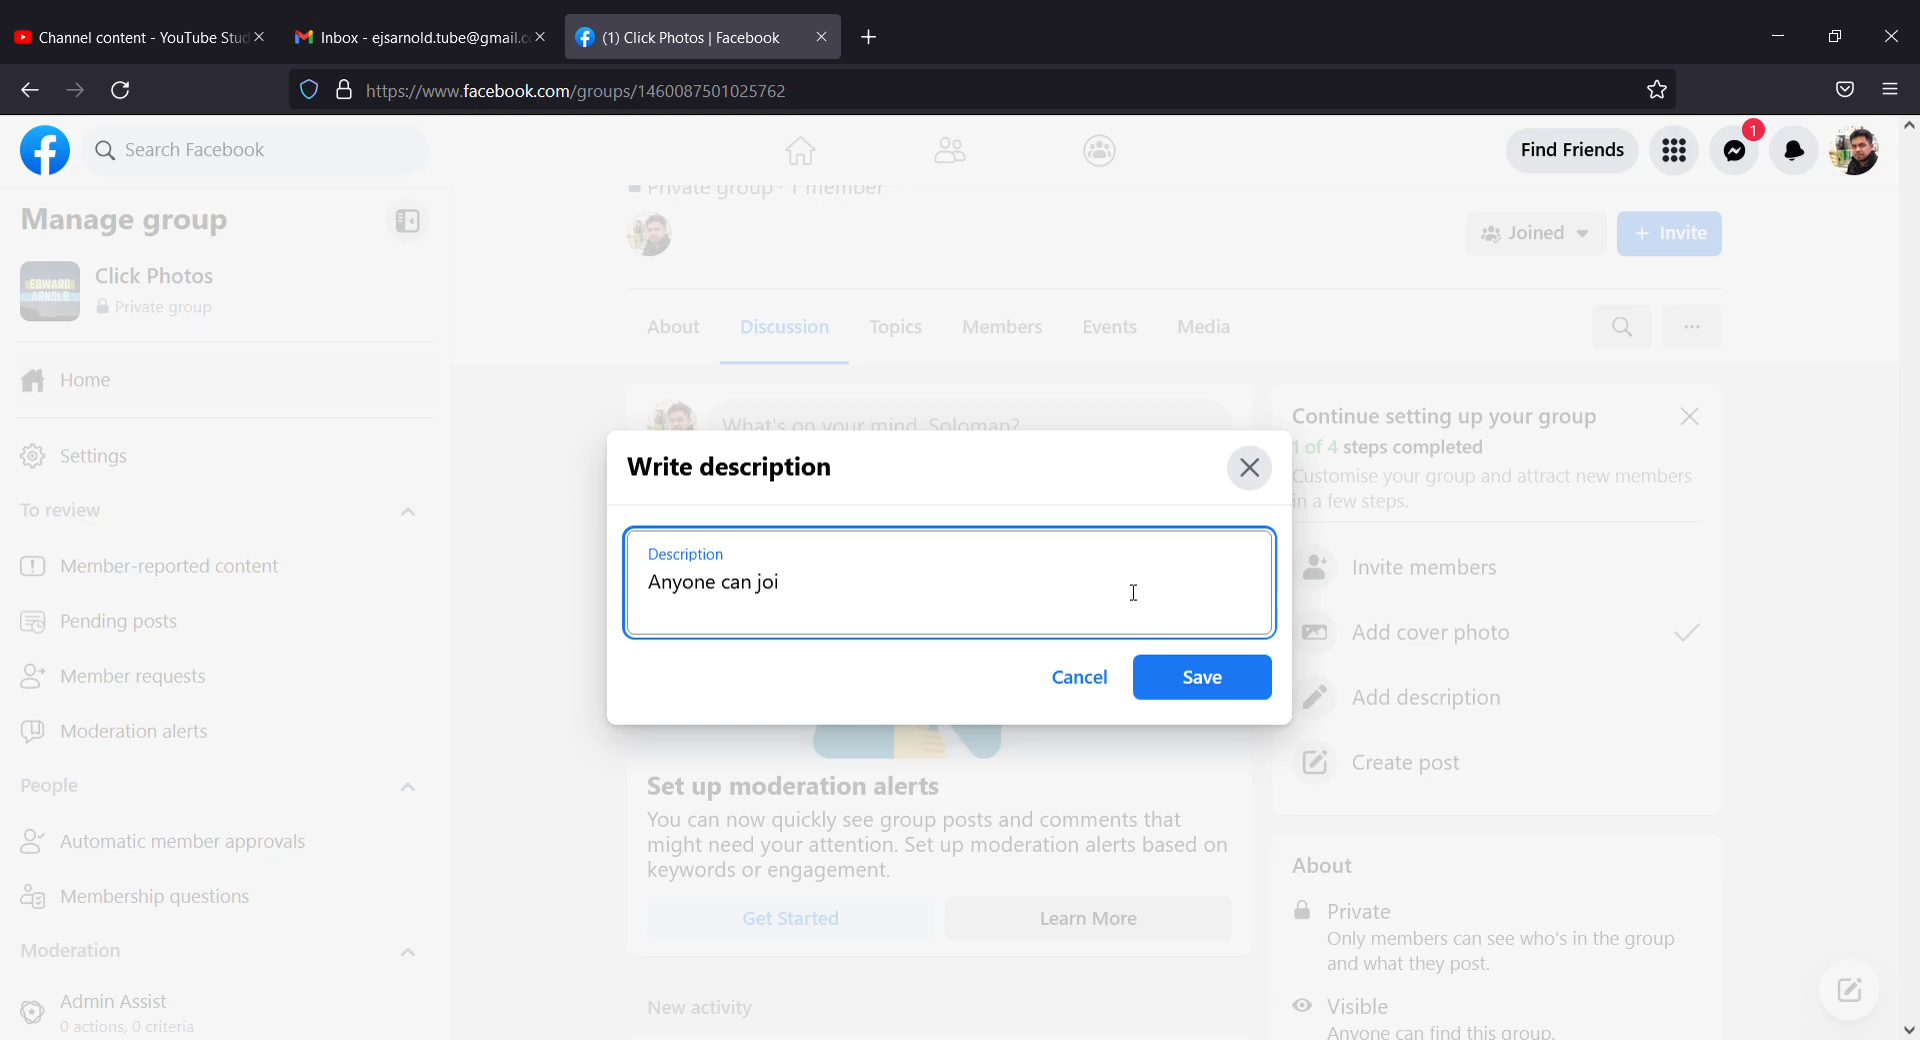 Channel content - YouTube Stud
Inbox - ejsarnold.tube@gmail.c
(1) Click Photos | Facebook
https://www.facebook.com/groups/1460087501025762
Search Facebook
Find Friends
1
Manage group
Click Photos
EDWARD ARNOLD
Private group
Home
Settings
To review
Member-reported content
Pending posts
Member requests
Moderation alerts
People
Automatic member approvals
Membership questions
Moderation
Admin Assist
0 actions, 0 criteria
Private group · 1 member
Joined
+ Invite
About Discussion Topics Members Events Media
What's on your mind, Soloman?
Write description
Description
Anyone can joi
Cancel
Save
Set up moderation alerts
You can now quickly see group posts and comments that
might need your attention. Set up moderation alerts based on
keywords or engagement.
Get Started
Learn More
New activity
Continue setting up your group
1 of 4 steps completed
Customise your group and attract new members
in a few steps.
Invite members
Add cover photo
Add description
Create post
About
Private
Only members can see who's in the group
and what they post.
Visible
Anyone can find this group.